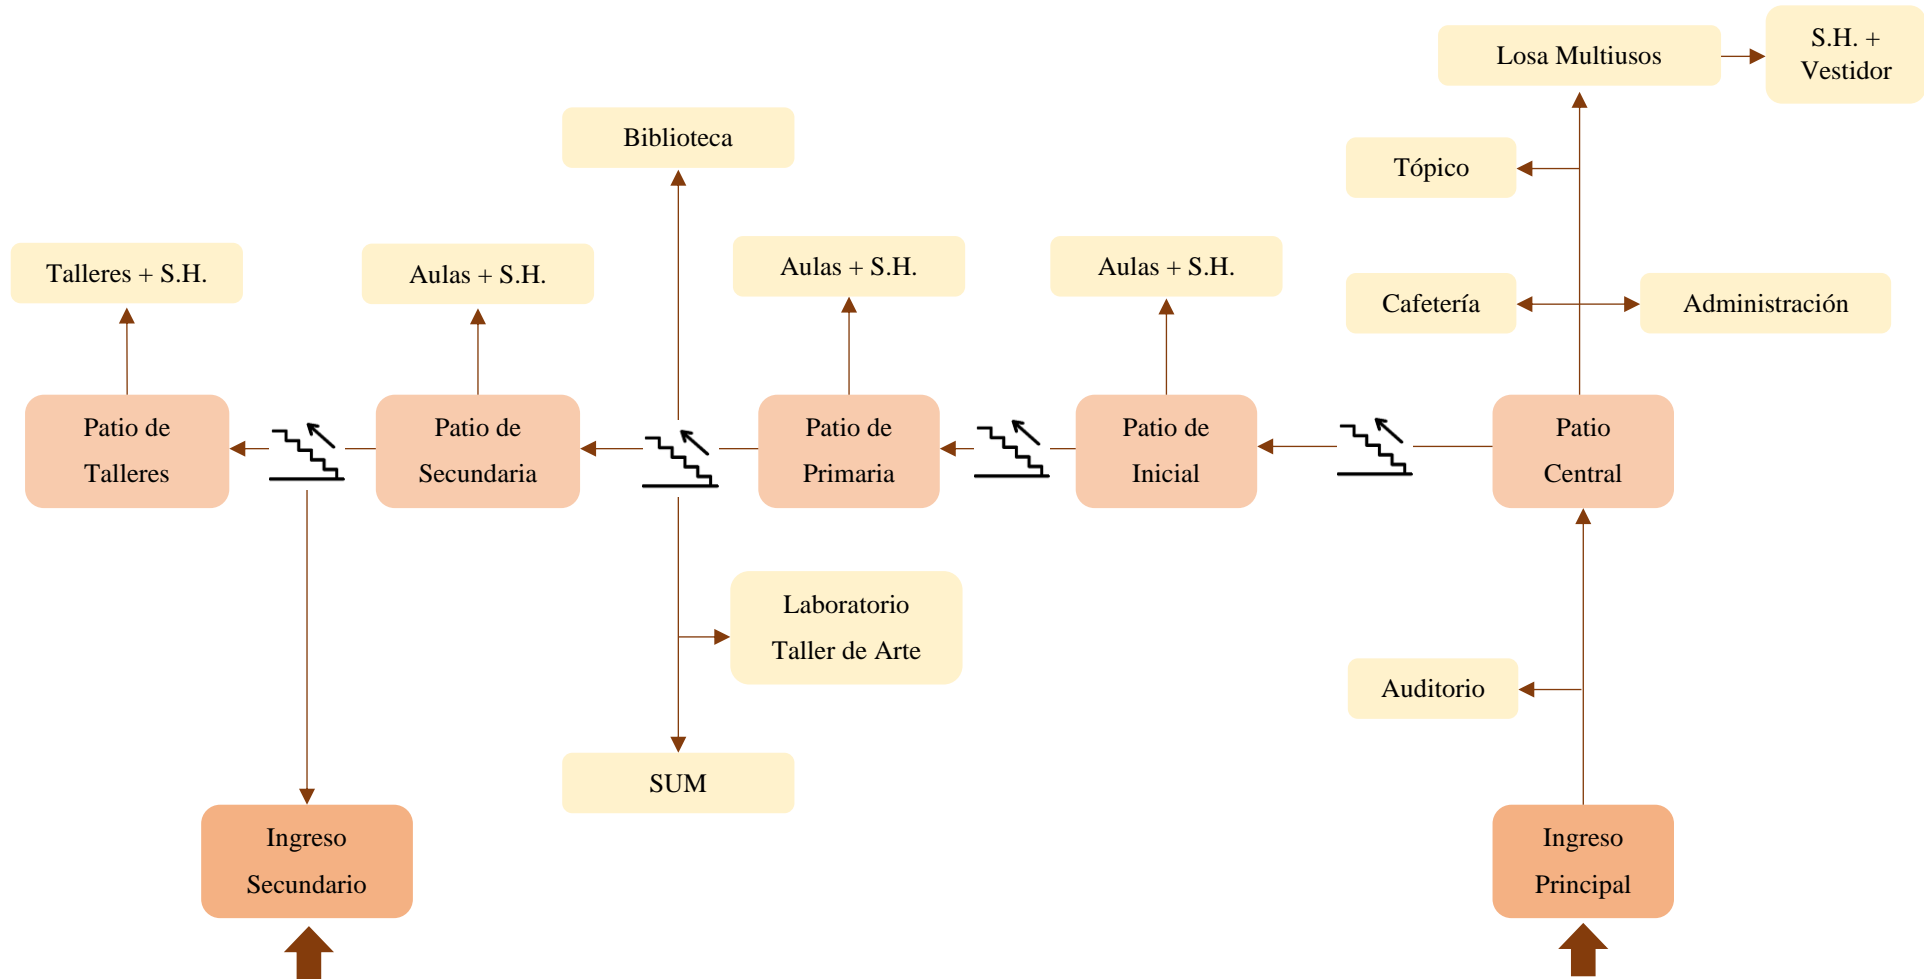 Losa Multiusos
S.H. +
Vestidor
Biblioteca
Tópico
Talleres + S.H.
Aulas + S.H.
Aulas + S.H.
Aulas + S.H.
Cafetería
Administración
Patio de
Talleres
Patio de
Secundaria
Patio de
Primaria
Patio de
Inicial
Patio
Central
Laboratorio
Taller de Arte
Auditorio
SUM
Ingreso
Secundario
Ingreso
Principal